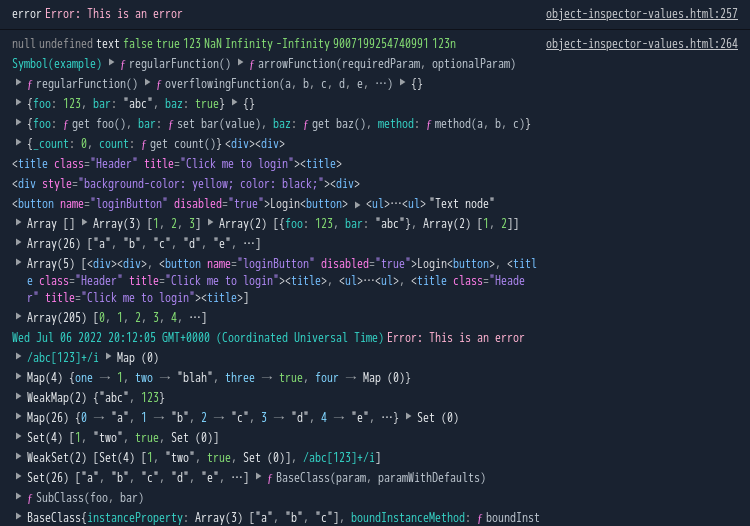 error Error: This is an error object-inspector-values.html:257
null undefined text false true 123 NaN Infinity -Infinity 9007199254740991 123n object-inspector-values.html:264
Symbol(example) ▶ ƒ regularFunction() ▶ ƒ arrowFunction(requiredParam, optionalParam)
▶ ƒ regularFunction() ▶ ƒ overflowingFunction(a, b, c, d, e, …) ▶ {}
▶ {foo: 123, bar: "abc", baz: true} ▶ {}
▶ {foo: ƒ get foo(), bar: ƒ set bar(value), baz: ƒ get baz(), method: ƒ method(a, b, c)}
▶ {_count: 0, count: ƒ get count()} <div><div>
<title class="Header" title="Click me to login"><title>
<div style="background-color: yellow; color: black;"><div>
<button name="loginButton" disabled="true">Login<button> ▶ <ul>…<ul> "Text node"
▶ Array [] ▶ Array(3) [1, 2, 3] ▶ Array(2) [{foo: 123, bar: "abc"}, Array(2) [1, 2]]
▶ Array(26) ["a", "b", "c", "d", "e", …]
▶ Array(5) [<div><div>, <button name="loginButton" disabled="true">Login<button>, <titl
e class="Header" title="Click me to login"><title>, <ul>…<ul>, <title class="Heade
r" title="Click me to login"><title>]
▶ Array(205) [0, 1, 2, 3, 4, …]
Wed Jul 06 2022 20:12:05 GMT+0000 (Coordinated Universal Time) Error: This is an error
▶ /abc[123]+/i ▶ Map (0)
▶ Map(4) {one → 1, two → "blah", three → true, four → Map (0)}
▶ WeakMap(2) {"abc", 123}
▶ Map(26) {0 → "a", 1 → "b", 2 → "c", 3 → "d", 4 → "e", …} ▶ Set (0)
▶ Set(4) [1, "two", true, Set (0)]
▶ WeakSet(2) [Set(4) [1, "two", true, Set (0)], /abc[123]+/i]
▶ Set(26) ["a", "b", "c", "d", "e", …] ▶ ƒ BaseClass(param, paramWithDefaults)
▶ ƒ SubClass(foo, bar)
▶ BaseClass{instanceProperty: Array(3) ["a", "b", "c"], boundInstanceMethod: ƒ boundInst